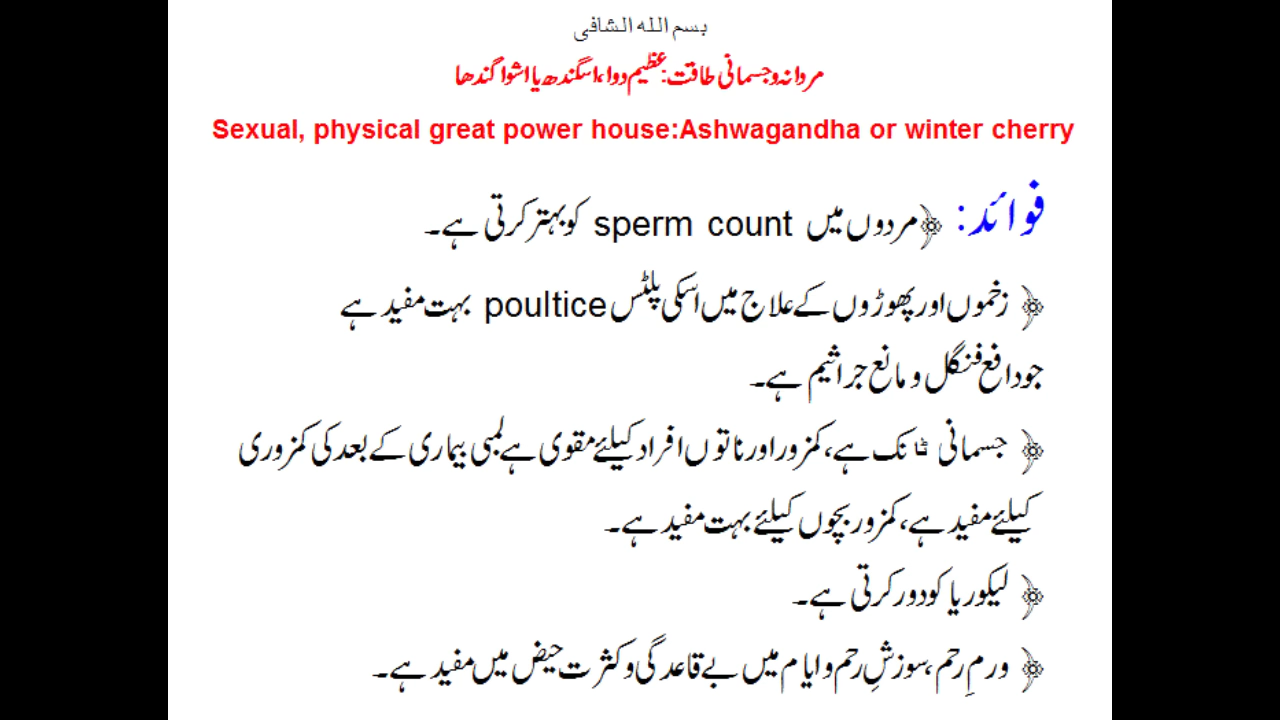 بسم الله الشافی
مردانہ و جسمانی طاقت: عظیم دوا، اسگندھ یا اشواگندھا
Sexual, physical great power house:Ashwagandha or winter cherry
فوائد: مردوں میں sperm count کو بہتر کرتی ہے۔
زخموں اور پھوڑوں کے علاج میں اسکی پلٹس poultice بہت مفید ہے
جو دافع فنگل و مانع جراثیم ہے۔
جسمانی ٹانک ہے، کمزور اور ناتوں افراد کیلئے مقوی ہے لمبی بیماری کے بعد کی کمزوری
کیلئے مفید ہے، کمزور بچوں کیلئے بہت مفید ہے۔
لیکوریا کو دور کرتی ہے۔
ورمِ رحم، سوزشِ رحم و ایام میں بے قاعدگی و کثرت حیض میں مفید ہے۔